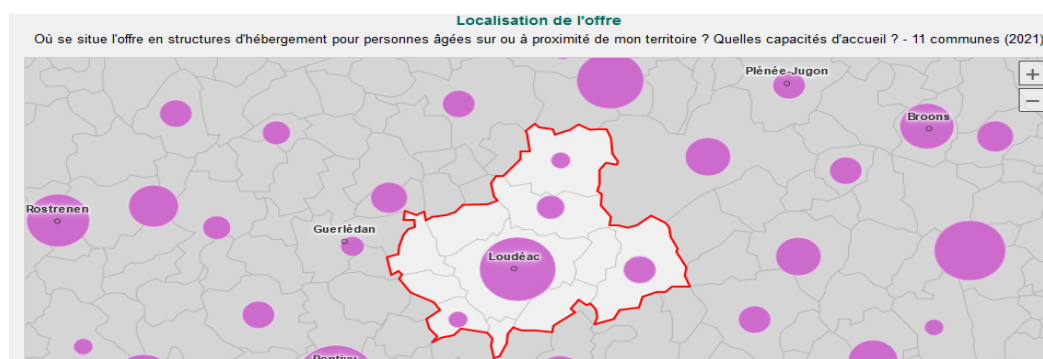 Localisation de l'offre
Où se situe l'offre en structures d'hébergement pour personnes âgées sur ou à proximité de mon territoire ? Quelles capacités d'accueil ? - 11 communes (2021)
Plénée-Jugon
+
−
Broons
Rostrenen
Guerlédan
Loudéac
Pontivy